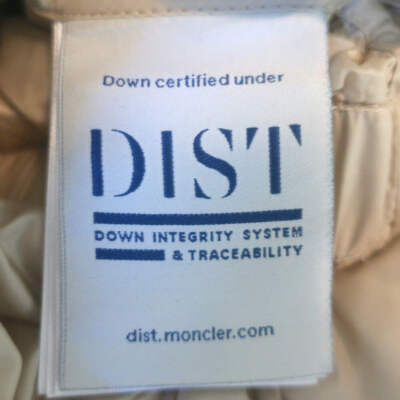 Down certified under
DIST
DOWN INTEGRITY SYSTEM
& TRACEABILITY
dist.moncler.com